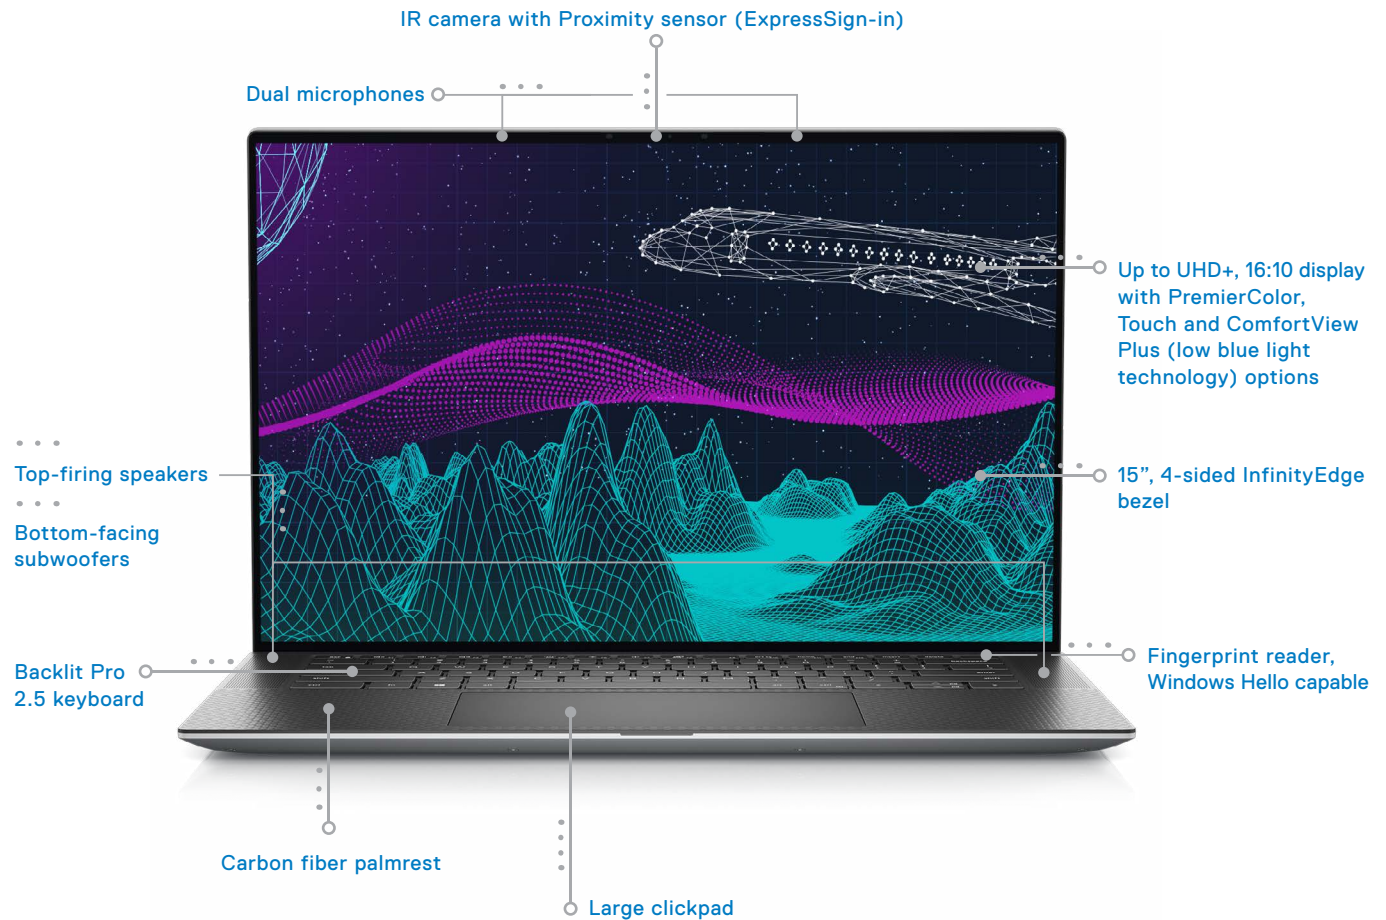 IR camera with Proximity sensor (ExpressSign-in)
Dual microphones
Up to UHD+, 16:10 display
with PremierColor,
Touch and ComfortView
Plus (low blue light
technology) options
Top-firing speakers
15”, 4-sided InfinityEdge
bezel
Bottom-facing
subwoofers
Backlit Pro
2.5 keyboard
Fingerprint reader,
Windows Hello capable
Carbon fiber palmrest
Large clickpad